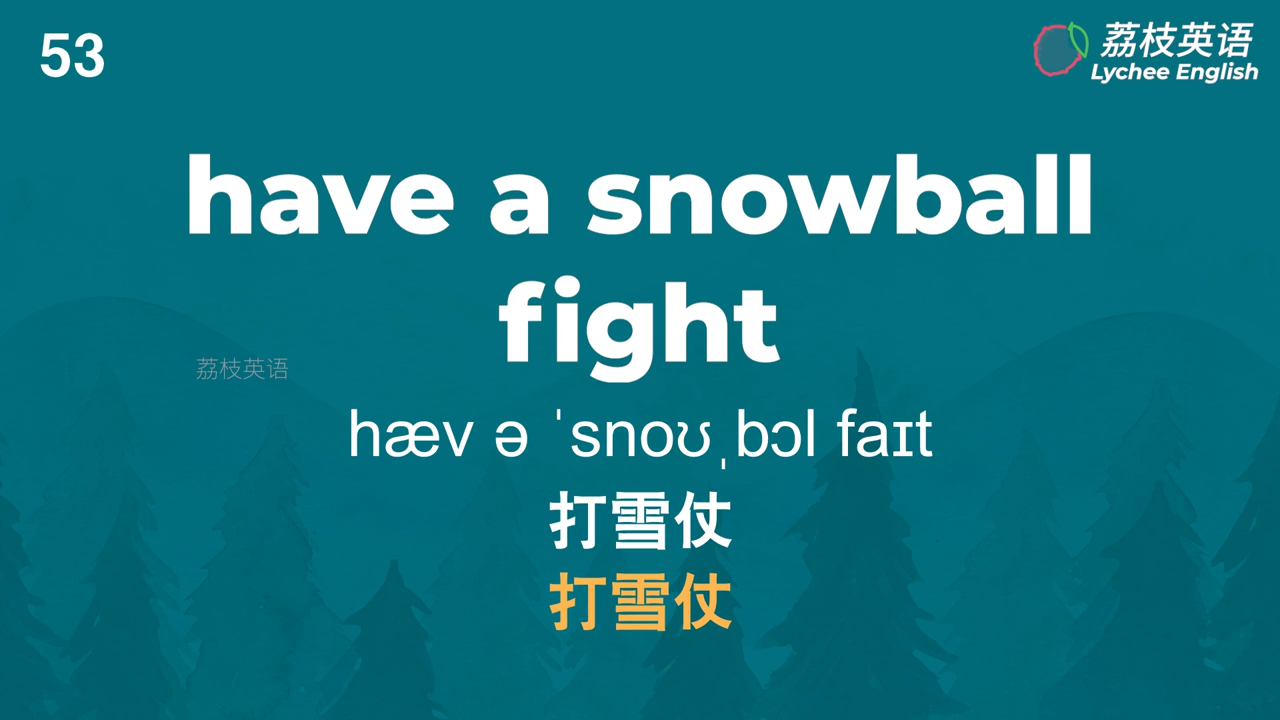 53
荔枝英语
Lychee English
have a snowball
fight
荔枝英语
hæv ə ˈsnoʊˌbɔl faɪt
打雪仗
打雪仗